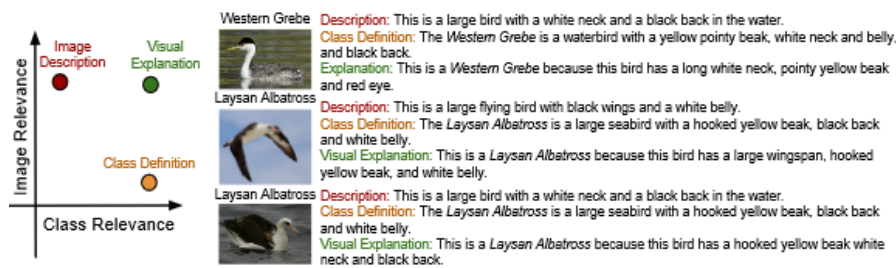 Image Relevance
Image
Description
Visual
Explanation
Class Definition
Class Relevance
Western Grebe
Description: This is a large bird with a white neck and a black back in the water.
Class Definition: The Western Grebe is a waterbird with a yellow pointy beak, white neck and belly,
and black back.
Explanation: This is a Western Grebe because this bird has a long white neck, pointy yellow beak
and red eye.
Laysan Albatross
Description: This is a large flying bird with black wings and a white belly.
Class Definition: The Laysan Albatross is a large seabird with a hooked yellow beak, black back
and white belly.
Visual Explanation: This is a Laysan Albatross because this bird has a large wingspan, hooked
yellow beak, and white belly.
Laysan Albatross
Description: This is a large bird with a white neck and a black back in the water.
Class Definition: The Laysan Albatross is a large seabird with a hooked yellow beak, black back
and white belly.
Visual Explanation: This is a Laysan Albatross because this bird has a hooked yellow beak white
neck and black back.